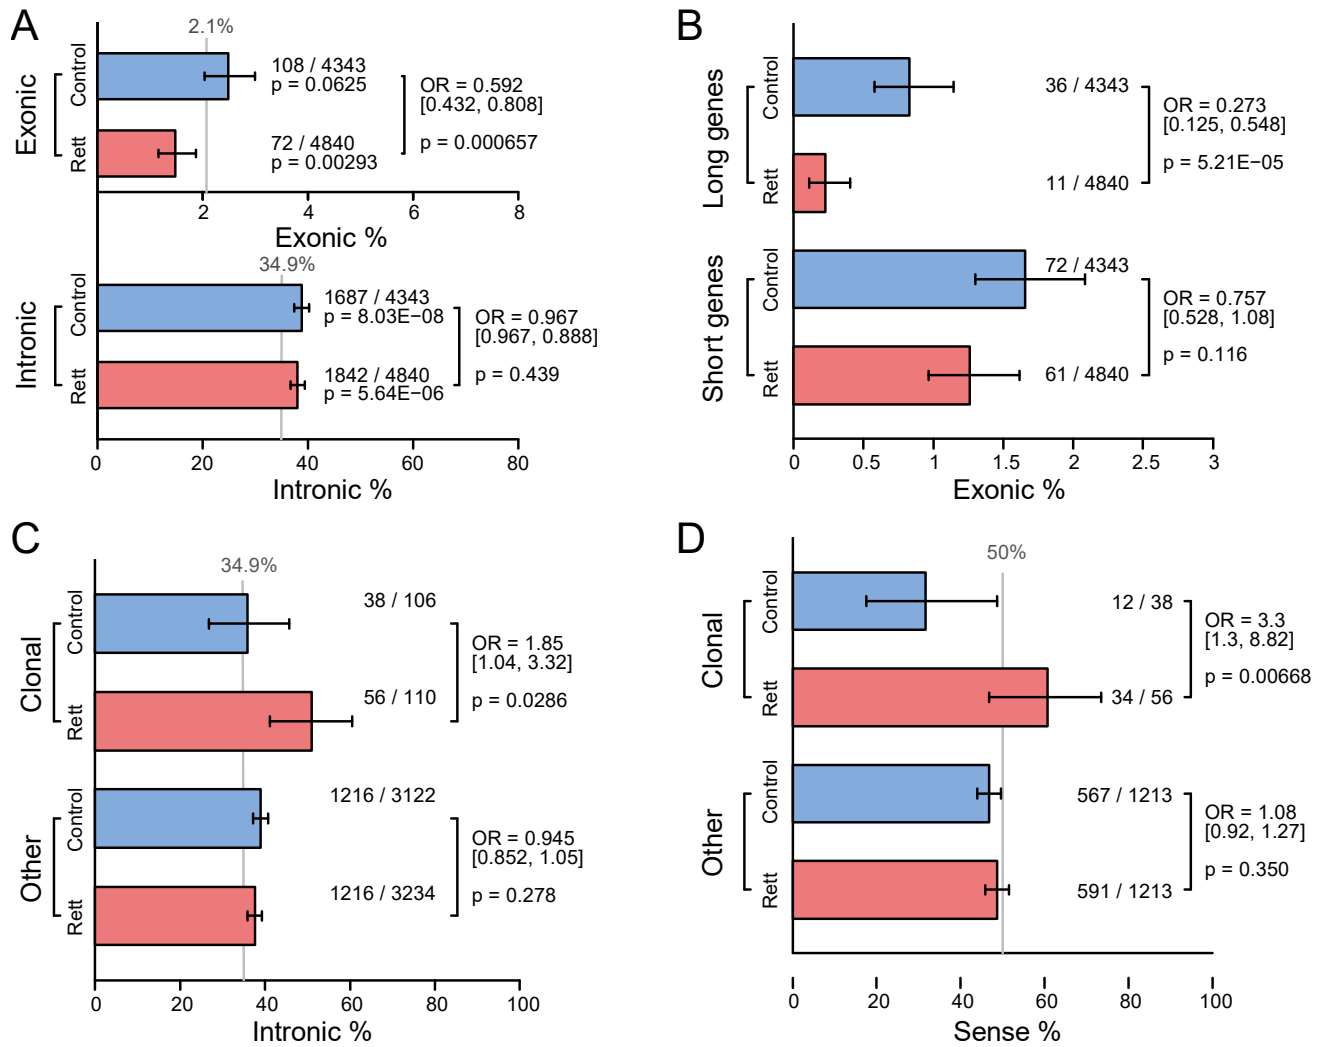 A
2.1%
Exonic
Control
108 / 4343
p = 0.0625
Rett
72 / 4840
p = 0.00293
OR = 0.592
[0.432, 0.808]
p = 0.000657
2 4 6 8
Exonic %
34.9%
Intronic
Control
1687 / 4343
p = 8.03E−08
Rett
1842 / 4840
p = 5.64E−06
OR = 0.967
[0.967, 0.888]
p = 0.439
0 20 40 60 80
Intronic %
B
Long genes
Control
36 / 4343
Rett
11 / 4840
OR = 0.273
[0.125, 0.548]
p = 5.21E−05
Short genes
Control
72 / 4343
Rett
61 / 4840
OR = 0.757
[0.528, 1.08]
p = 0.116
0 0.5 1 1.5 2 2.5 3
Exonic %
C
34.9%
Clonal
Control
38 / 106
Rett
56 / 110
OR = 1.85
[1.04, 3.32]
p = 0.0286
Other
Control
1216 / 3122
Rett
1216 / 3234
OR = 0.945
[0.852, 1.05]
p = 0.278
0 20 40 60 80 100
Intronic %
D
50%
Clonal
Control
12 / 38
Rett
34 / 56
OR = 3.3
[1.3, 8.82]
p = 0.00668
Other
Control
567 / 1213
Rett
591 / 1213
OR = 1.08
[0.92, 1.27]
p = 0.350
0 20 40 60 80 100
Sense %